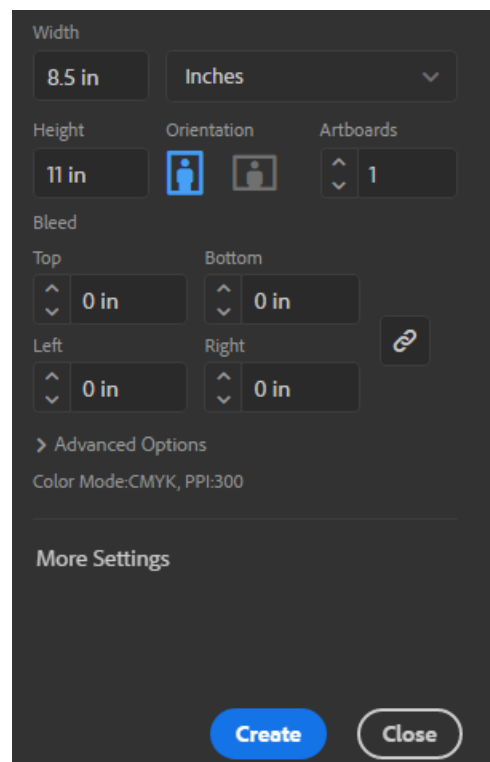 Width
8.5 in Inches
Height Orientation Artboards
11 in 1
Bleed
Top Bottom
0 in 0 in
Left Right
0 in 0 in
Advanced Options
Color Mode:CMYK, PPI:300
More Settings
Create Close